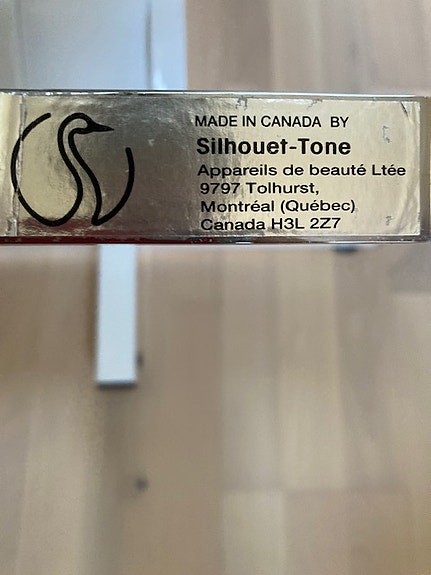 MADE IN CANADA BY
Silhouet-Tone
Appareils de beauté Ltée
9797 Tolhurst,
Montréal (Québec)
Canada H3L 2Z7